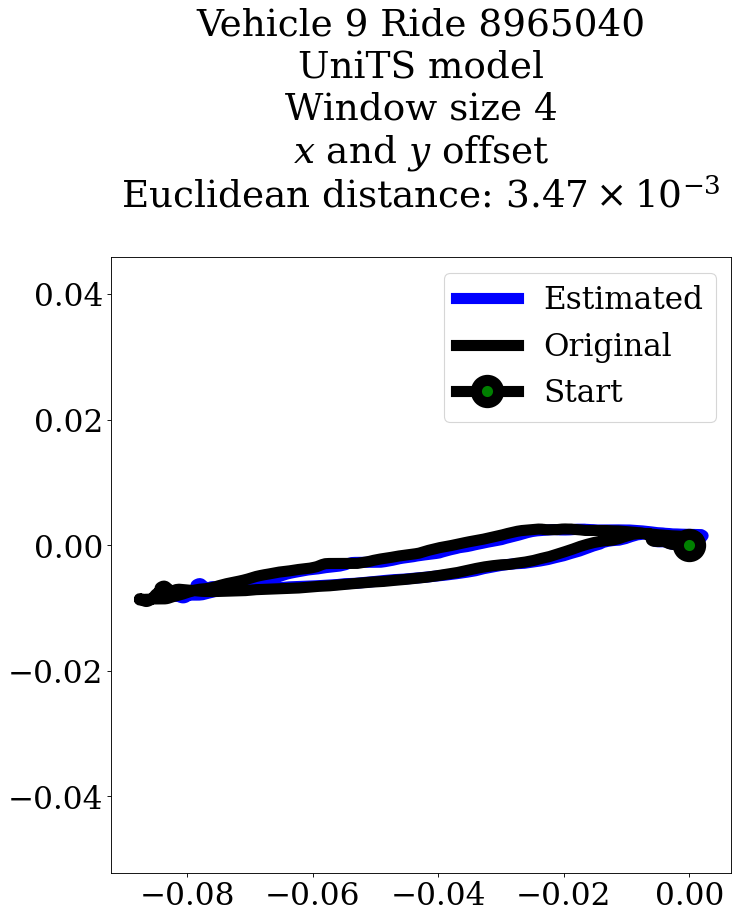 Vehicle 9 Ride 8965040
UniTS model
Window size 4
x and y offset
Euclidean distance: 3.47 × 10⁻³
Estimated
Original
Start
0.04
0.02
0.00
−0.02
−0.04
−0.08 −0.06 −0.04 −0.02 0.00